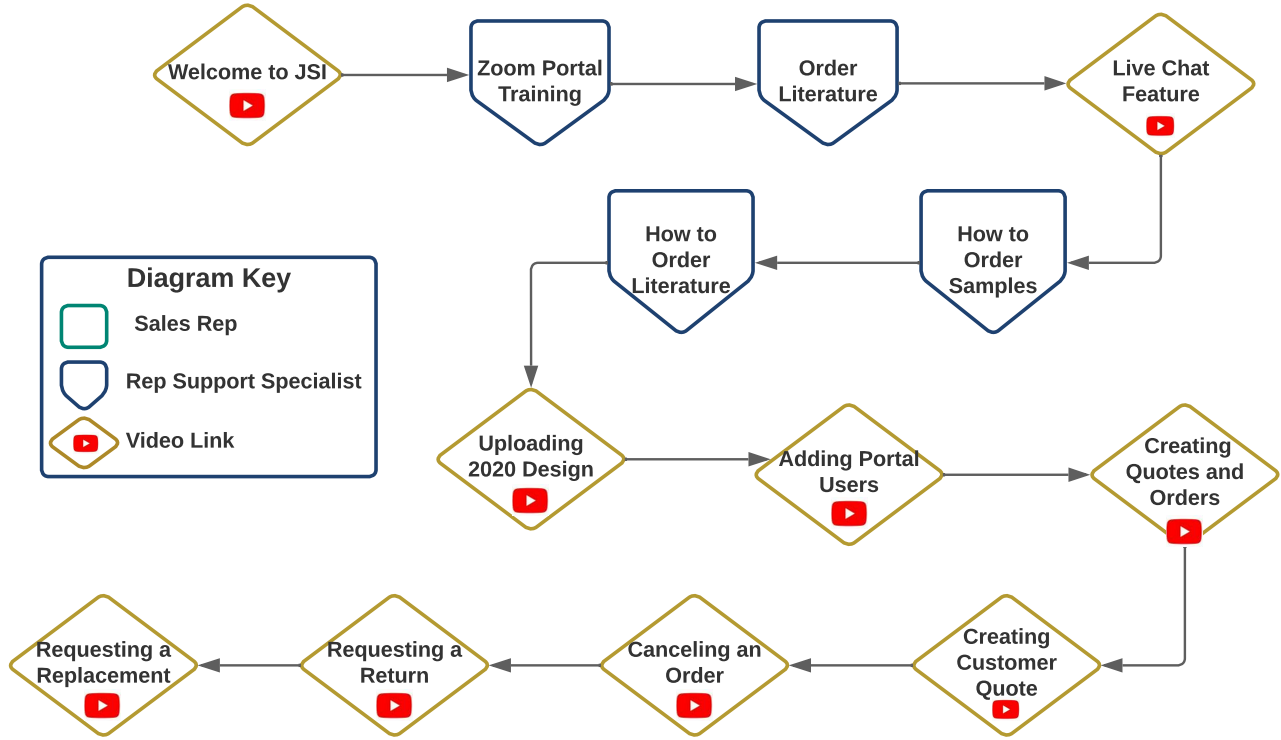 Welcome to JSI
Zoom Portal
Training
Order
Literature
Live Chat
Feature
How to
Order
Samples
How to
Order
Literature
Diagram Key
Sales Rep
Rep Support Specialist
Video Link
Uploading
2020 Design
Adding Portal
Users
Creating
Quotes and
Orders
Creating
Customer
Quote
Canceling an
Order
Requesting a
Return
Requesting a
Replacement